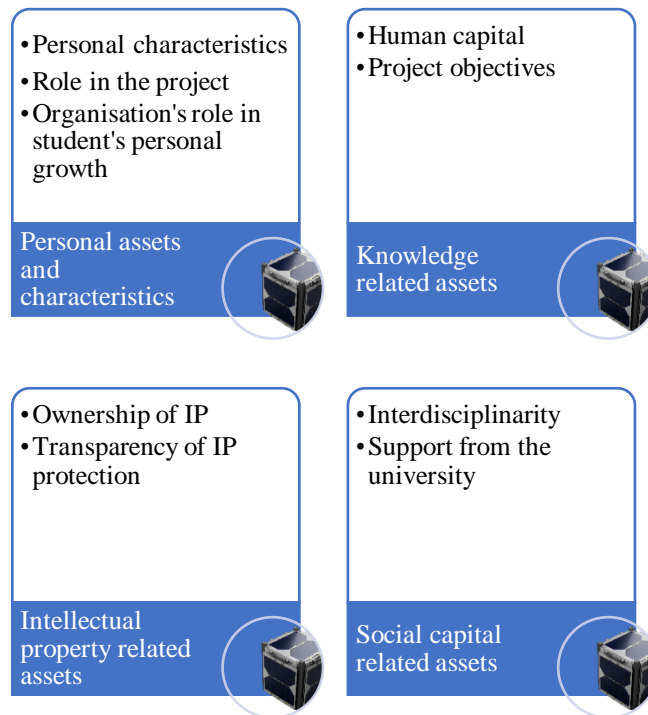 •Personal characteristics
•Role in the project
•Organisation's role in
student's personal
growth
Personal assets
and
characteristics
•Human capital
•Project objectives
Knowledge
related assets
•Ownership of IP
•Transparency of IP
protection
Intellectual
property related
assets
•Interdisciplinarity
•Support from the
university
Social capital
related assets